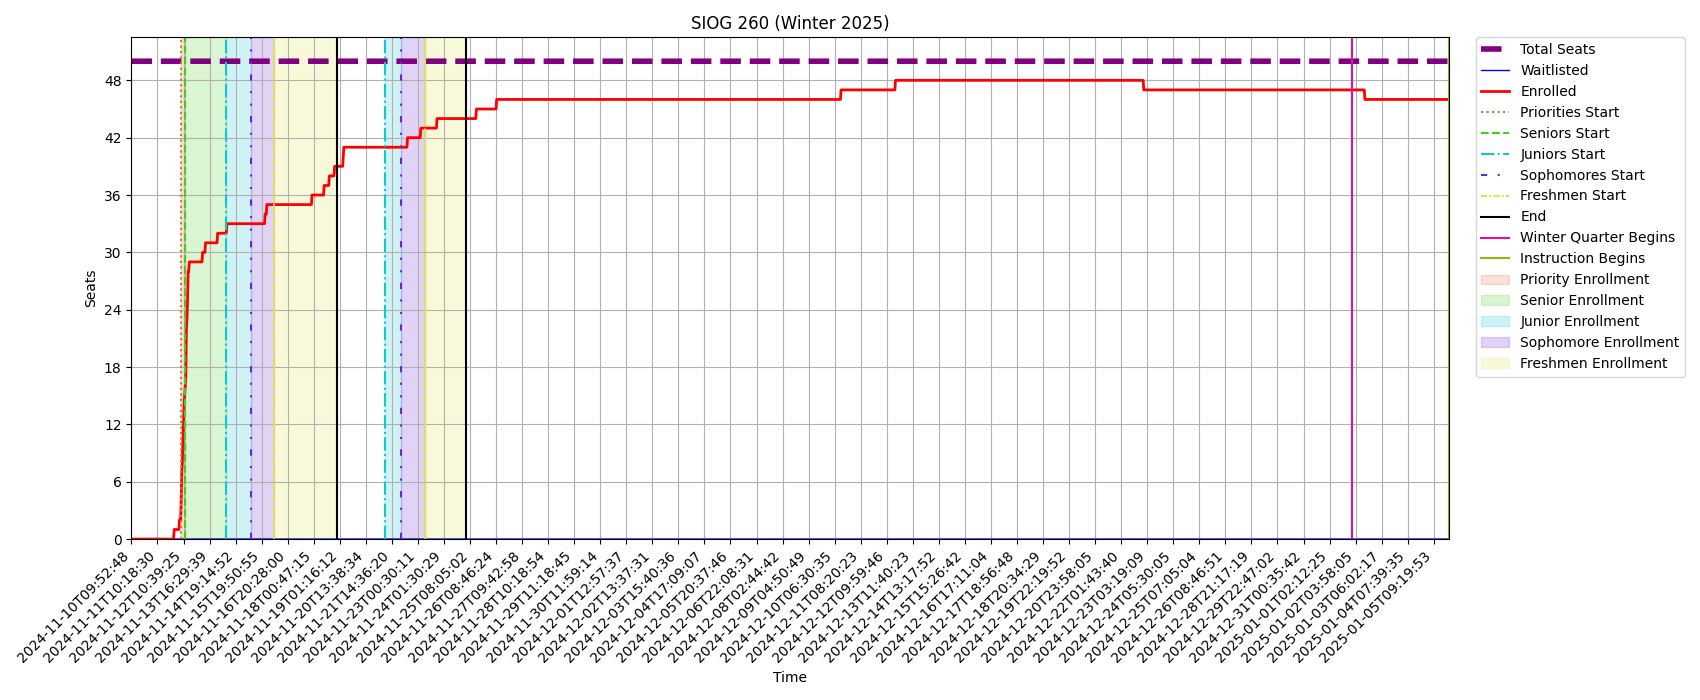 SIOG 260 (Winter 2025)
Total Seats
Waitlisted
Enrolled
Priorities Start
Seniors Start
Juniors Start
Sophomores Start
Freshmen Start
End
Winter Quarter Begins
Instruction Begins
Priority Enrollment
Senior Enrollment
Junior Enrollment
Sophomore Enrollment
Freshmen Enrollment
Seats
48
42
36
30
24
18
12
6
0
2024-11-10T09:52:48
2024-11-11T10:18:30
2024-11-12T10:39:25
2024-11-13T16:29:39
2024-11-14T19:14:52
2024-11-15T19:50:55
2024-11-16T20:28:00
2024-11-18T00:47:15
2024-11-19T01:16:12
2024-11-20T13:38:34
2024-11-21T14:36:20
2024-11-23T00:30:11
2024-11-24T01:30:29
2024-11-25T08:05:02
2024-11-26T08:46:24
2024-11-27T09:42:58
2024-11-28T10:18:54
2024-11-29T11:18:45
2024-11-30T11:59:14
2024-12-01T12:57:37
2024-12-02T13:37:31
2024-12-03T15:40:36
2024-12-04T17:09:07
2024-12-05T20:37:46
2024-12-06T22:08:31
2024-12-08T02:44:42
2024-12-09T04:50:49
2024-12-10T06:30:35
2024-12-11T08:20:23
2024-12-12T09:59:46
2024-12-13T11:40:23
2024-12-14T13:17:52
2024-12-15T15:26:42
2024-12-16T17:11:04
2024-12-17T18:56:48
2024-12-18T20:34:29
2024-12-19T22:19:52
2024-12-20T23:58:05
2024-12-22T01:43:40
2024-12-23T03:19:09
2024-12-24T05:30:05
2024-12-25T07:05:04
2024-12-26T08:46:51
2024-12-28T21:17:19
2024-12-29T22:47:02
2024-12-31T00:35:42
2025-01-01T02:12:25
2025-01-02T03:58:05
2025-01-03T06:02:17
2025-01-04T07:39:35
2025-01-05T09:19:53
Time